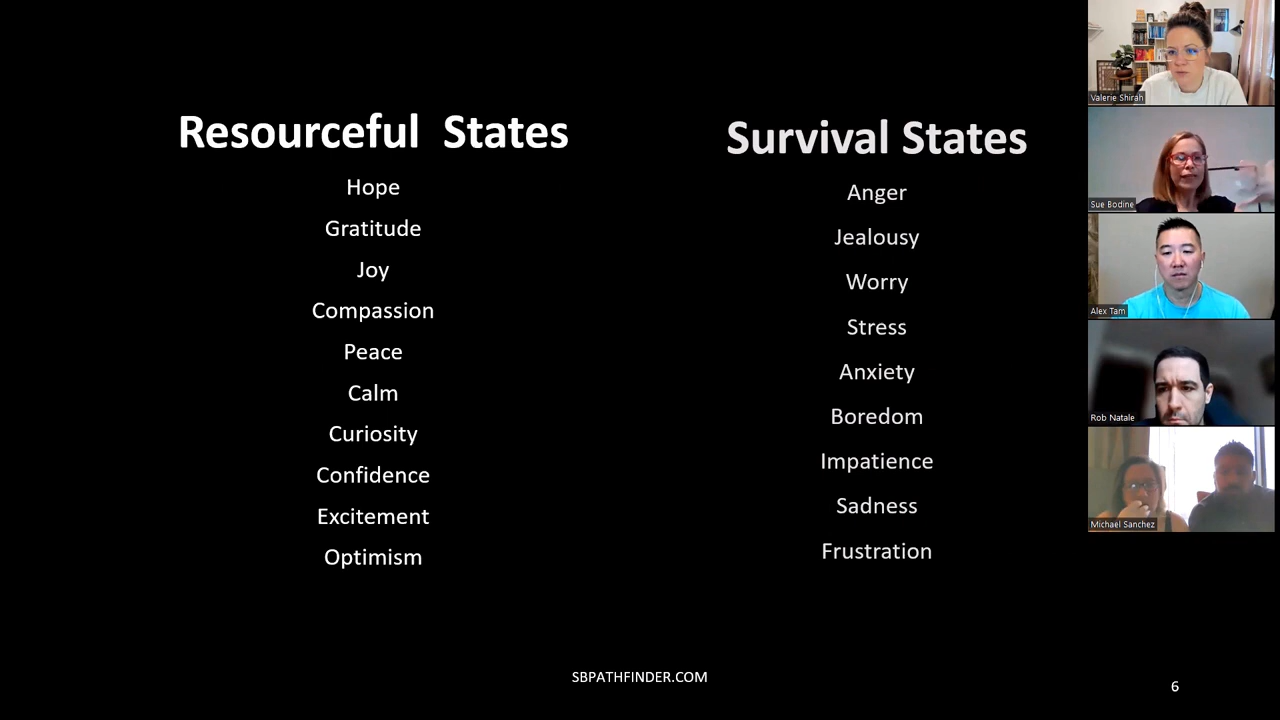 Resourceful States
Hope
Gratitude
Joy
Compassion
Peace
Calm
Curiosity
Confidence
Excitement
Optimism
Survival States
Anger
Jealousy
Worry
Stress
Anxiety
Boredom
Impatience
Sadness
Frustration
SBPATHFINDER.COM
6
Valerie Shirah
Sue Bodine
Alex Tam
Rob Natale
Michael Sanchez